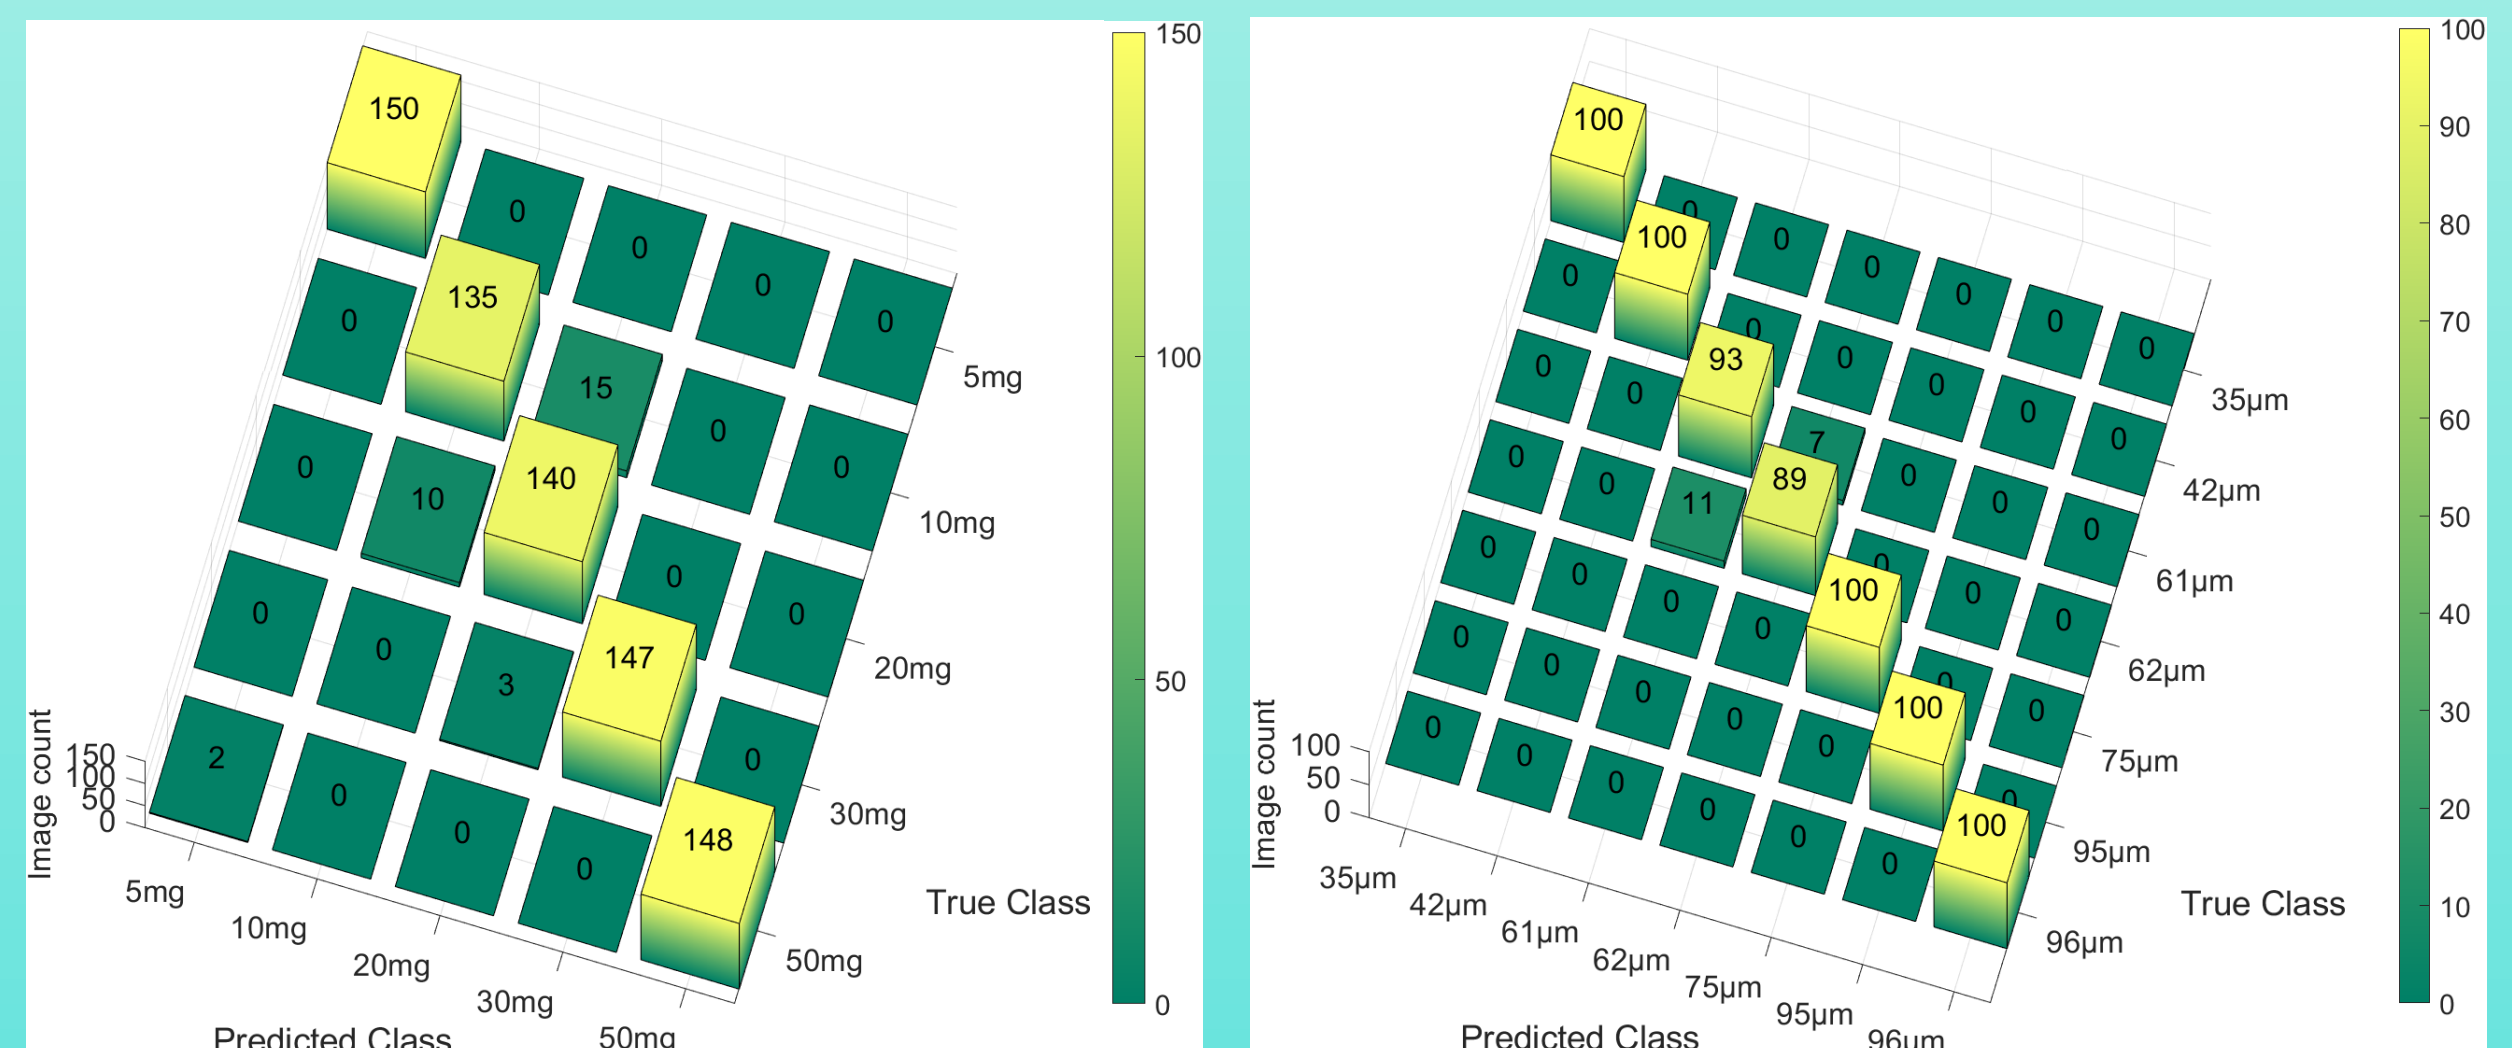 150
0 0 0 0
0 135 15 0 0
0 10 140 0 0
0 0 3 147 0
2 0 0 0 148
5mg
10mg
20mg
30mg
50mg
True Class
5mg
10mg
20mg
30mg
50mg
Predicted Class
Image count
150
100
50
0
150
100
50
0
100
0 0 0 0 0 0
0 100 0 0 0 0 0
0 0 93 7 0 0 0
0 0 11 89 0 0 0
0 0 0 0 100 0 0
0 0 0 0 0 100 0
0 0 0 0 0 0 100
35µm
42µm
61µm
62µm
75µm
95µm
96µm
True Class
35µm
42µm
61µm
62µm
75µm
95µm
96µm
Predicted Class
Image count
100
50
0
100
90
80
70
60
50
40
30
20
10
0